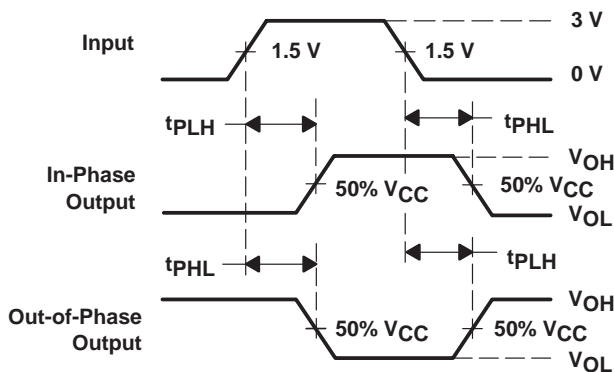 3 V
Input
1.5 V
1.5 V
0 V
tPLH
tPHL
In-Phase
Output
VOH
50% VCC
50% VCC
VOL
tPHL
tPLH
Out-of-Phase
Output
VOH
50% VCC
50% VCC
VOL